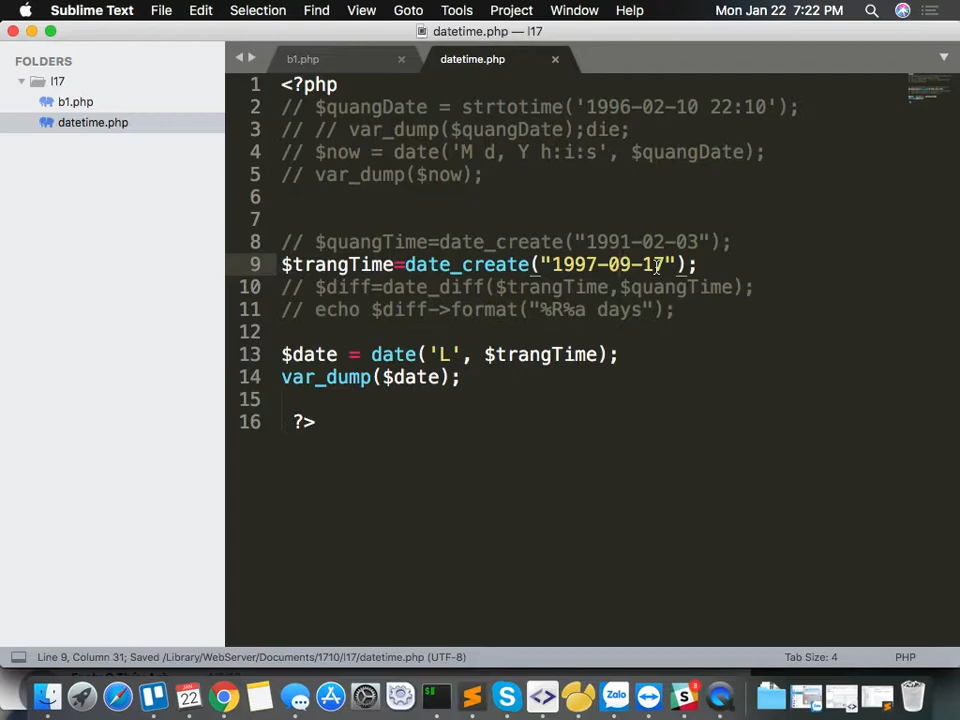 Sublime Text File Edit Selection Find View Goto Tools Project Window Help Mon Jan 22 7:22 PM
datetime.php — l17
FOLDERS
l17
b1.php
datetime.php
b1.php
datetime.php
1 <?php
2 // $quangDate = strtotime('1996-02-10 22:10');
3 // // var_dump($quangDate);die;
4 // $now = date('M d, Y h:i:s', $quangDate);
5 // var_dump($now);
6
7
8 // $quangTime=date_create("1991-02-03");
9 $trangTime=date_create("1997-09-17");
10 // $diff=date_diff($trangTime,$quangTime);
11 // echo $diff->format("%R%a days");
12
13 $date = date('L', $trangTime);
14 var_dump($date);
15
16 ?>
Line 9, Column 31; Saved /Library/WebServer/Documents/1710/l17/datetime.php (UTF-8) Tab Size: 4 PHP
JAN
22
Zalo